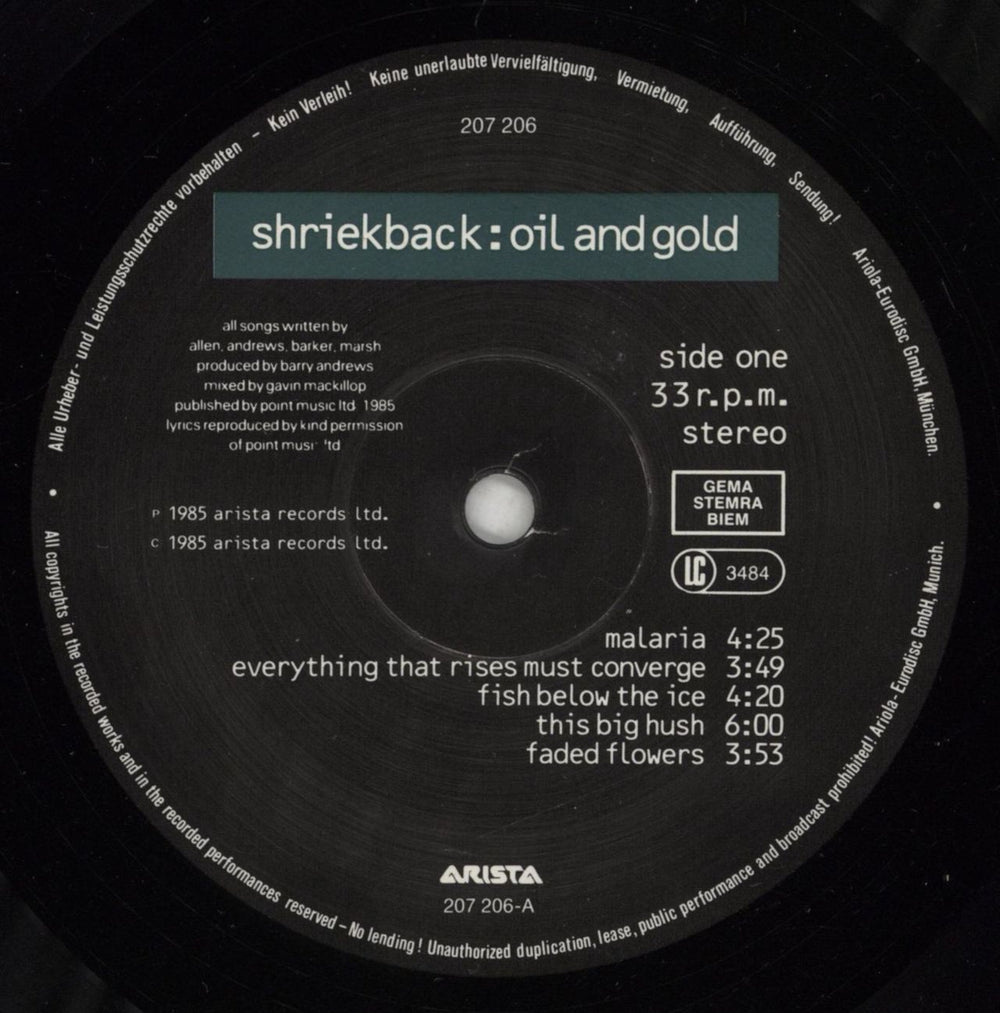 Alle Urheber- und Leistungsschutzrechte vorbehalten – Kein Verleih! Keine unerlaubte Vervielfältigung, Vermietung, Aufführung, Sendung! Ariola-Eurodisc GmbH, München.
207 206
shriekback: oil and gold
all songs written by
allen, andrews, barker, marsh
produced by barry andrews
mixed by gavin mackillop
published by point music ltd 1985
lyrics reproduced by kind permission
of point ltd
side one
33 r.p.m.
stereo
GEMA
STEMRA
BIEM
LC 3484
P 1985 arista records ltd.
C 1985 arista records ltd.
malaria 4:25
everything that rises must converge 3:49
fish below the ice 4:20
this big hush 6:00
faded flowers 3:53
ARISTA
207 206-A
All copyrights in the recorded works and in the recorded performances reserved – No lending! Unauthorized duplication, lease, public performance and broadcast prohibited! Ariola-Eurodisc GmbH, Munich.